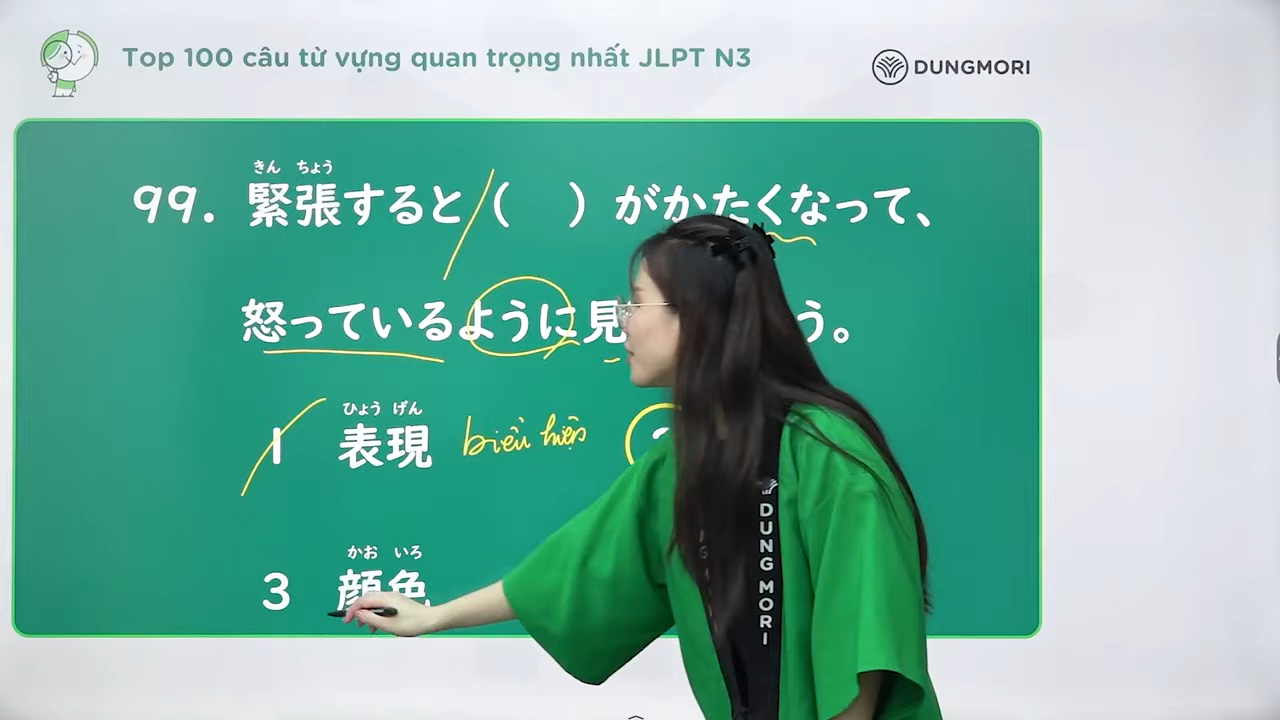 Top 100 câu từ vựng quan trọng nhất JLPT N3
DUNGMORI
きん ちょう
99. 緊張すると ( ) がかたくなって、
怒っているように見 う。
ひょう げん
1 表現 biểu hiện
かお いろ
3 顔色
DUNG MORI